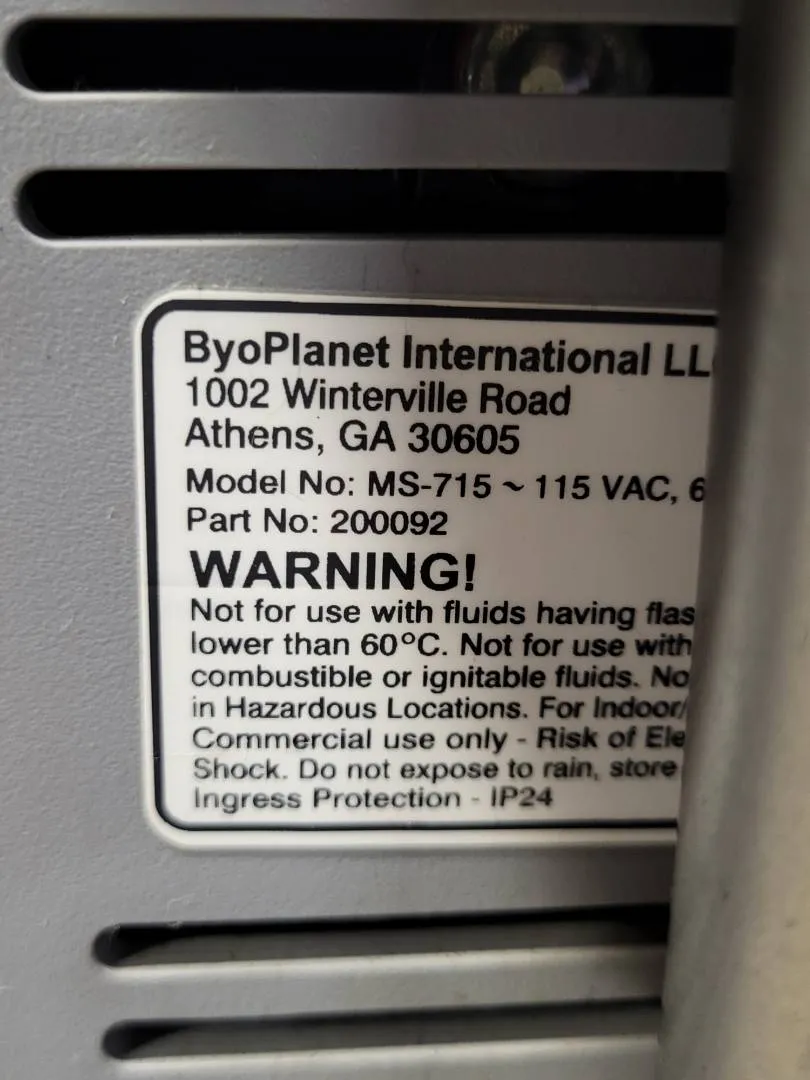 ByoPlanet International LL
1002 Winterville Road
Athens, GA 30605
Model No: MS-715 ~ 115 VAC, 6
Part No: 200092
WARNING!
Not for use with fluids having flas
lower than 60°C. Not for use with
combustible or ignitable fluids. No
in Hazardous Locations. For Indoor/
Commercial use only - Risk of Ele
Shock. Do not expose to rain, store
Ingress Protection - IP24